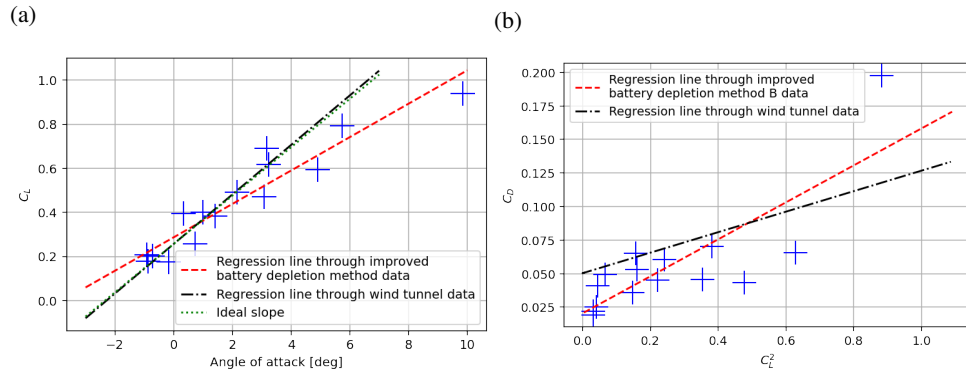 (a)
1.0
0.8
0.6
0.4
0.2
0.0
C_L
Regression line through improved
battery depletion method data
Regression line through wind tunnel data
Ideal slope
−2
0
2
4
6
8
10
Angle of attack [deg]
(b)
0.200
0.175
0.150
0.125
0.100
0.075
0.050
0.025
C_D
Regression line through improved
battery depletion method B data
Regression line through wind tunnel data
0.0
0.2
0.4
0.6
0.8
1.0
C_L^2